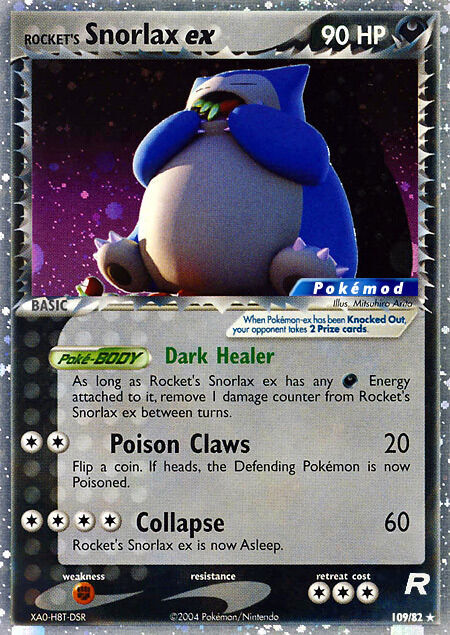 ROCKET'S Snorlax ex 90 HP
Pokémod
BASIC
Illus. Mitsuhiro Arita
When Pokémon-ex has been Knocked Out,
your opponent takes 2 Prize cards.
Poké-BODY Dark Healer
As long as Rocket's Snorlax ex has any Energy
attached to it, remove 1 damage counter from Rocket's
Snorlax ex between turns.
Poison Claws 20
Flip a coin. If heads, the Defending Pokémon is now
Poisoned.
Collapse 60
Rocket's Snorlax ex is now Asleep.
weakness resistance retreat cost
R
XA0-H8T-DSR ©2004 Pokémon/Nintendo 109/82 ★